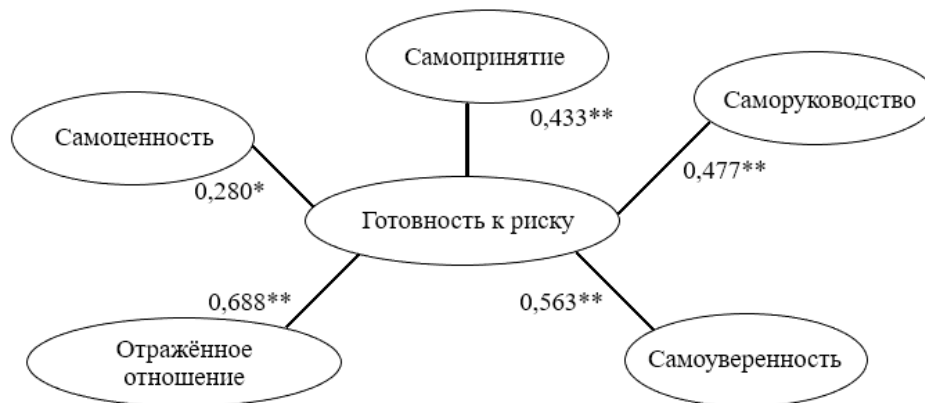 Самопринятие
Саморуководство
0,433**
Самоценность
0,477**
0,280*
Готовность к риску
0,688**
0,563**
Отражённое
отношение
Самоуверенность